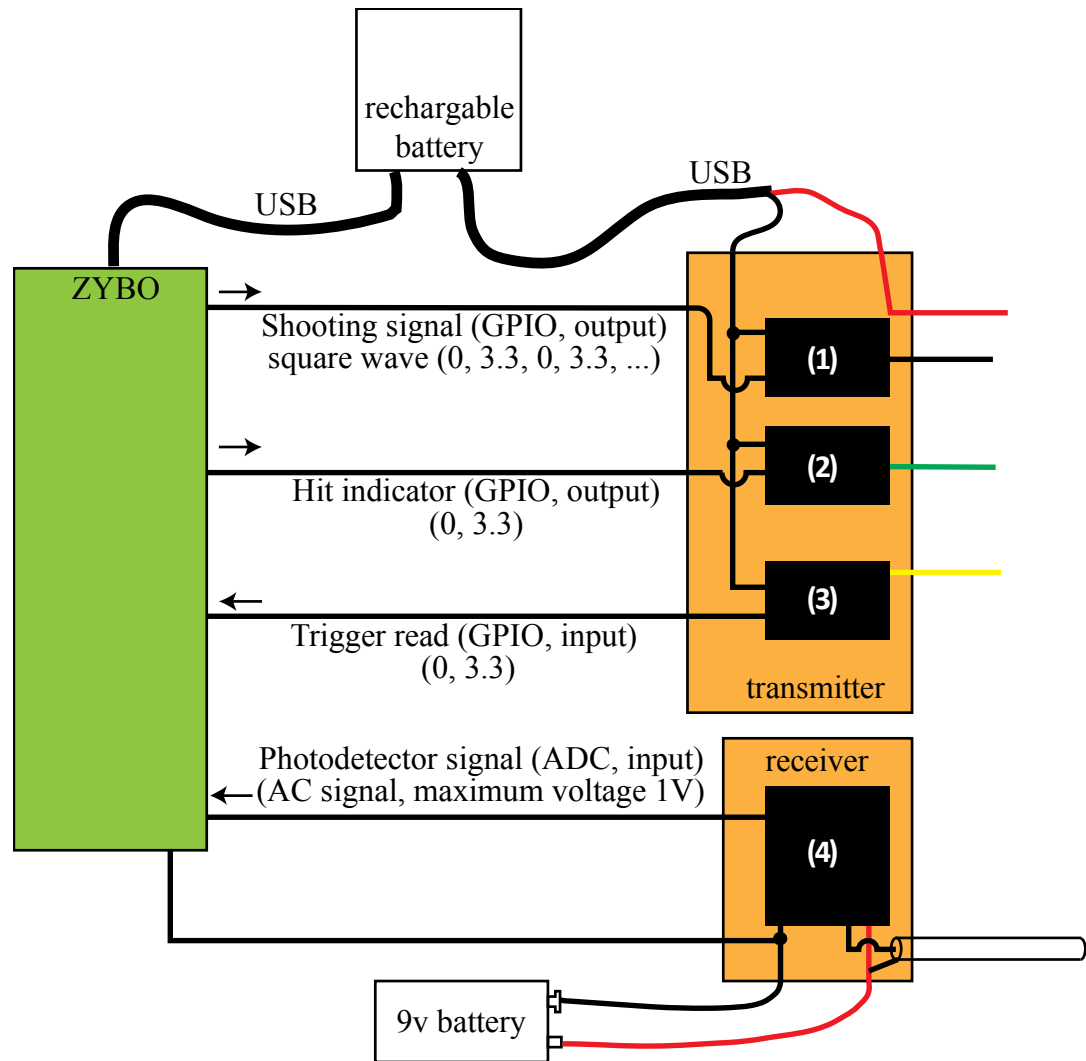 rechargable
battery
USB
USB
ZYBO
Shooting signal (GPIO, output)
square wave (0, 3.3, 0, 3.3, ...)
(1)
Hit indicator (GPIO, output)
(0, 3.3)
(2)
Trigger read (GPIO, input)
(0, 3.3)
(3)
transmitter
Photodetector signal (ADC, input)
(AC signal, maximum voltage 1V)
receiver
(4)
9v battery